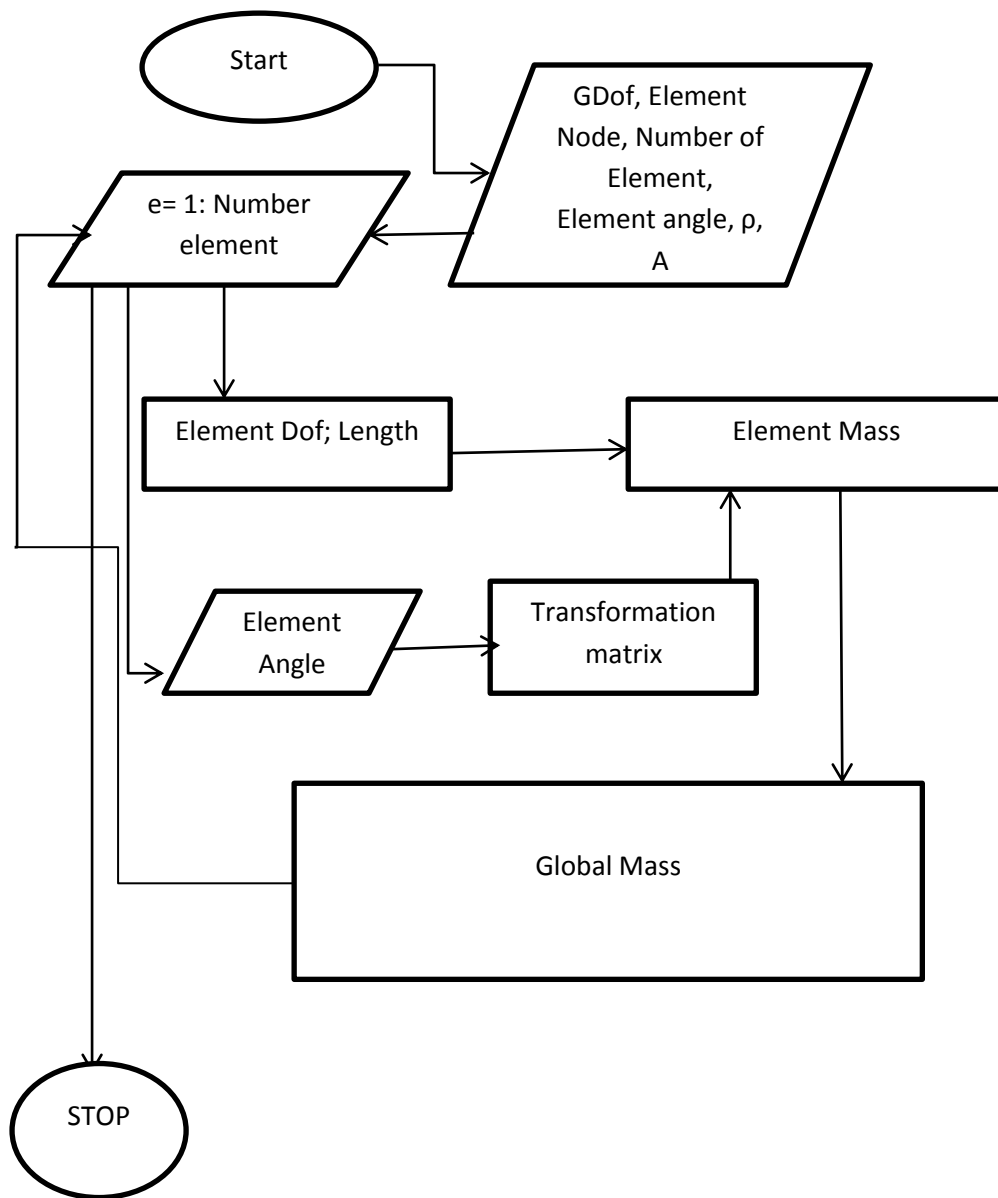 Start
GDof, Element
Node, Number of
Element,
Element angle, ρ,
A
e= 1: Number
element
Element Dof; Length
Element Mass
Element
Angle
Transformation
matrix
Global Mass
STOP